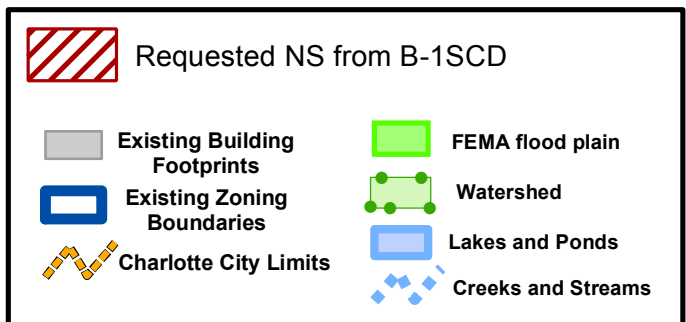 Requested NS from B-1SCD
Existing Building
Footprints
Existing Zoning
Boundaries
Charlotte City Limits
FEMA flood plain
Watershed
Lakes and Ponds
Creeks and Streams